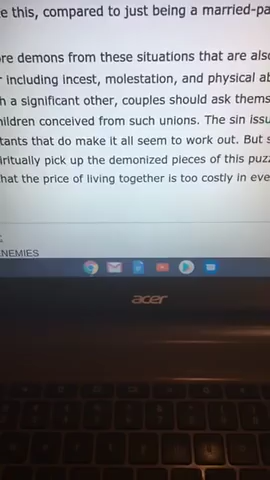 e this, compared to just being a married-pa
re demons from these situations that are also
r including incest, molestation, and physical ab
h a significant other, couples should ask thems
hildren conceived from such unions. The sin issu
tants that do make it all seem to work out. But s
iritually pick up the demonized pieces of this puz
hat the price of living together is too costly in eve
ENEMIES
acer